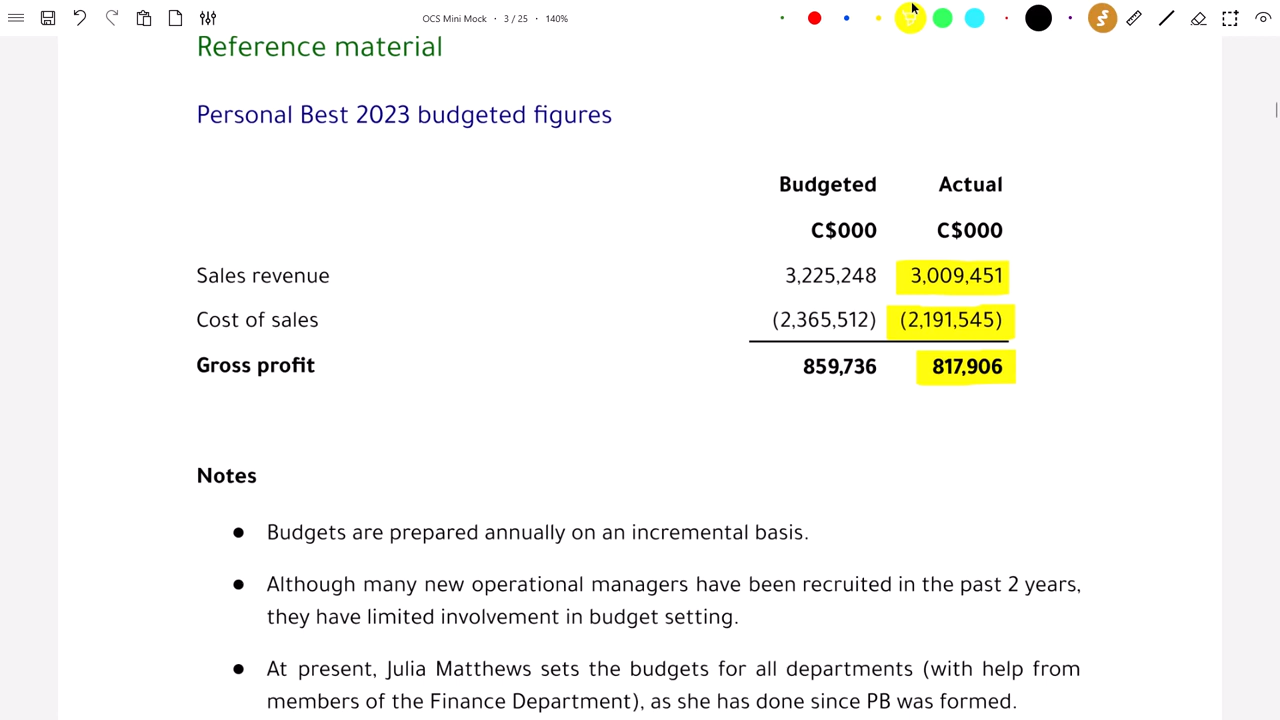 OCS Mini Mock • 3 / 25 • 140%
Reference material
Personal Best 2023 budgeted figures
Budgeted Actual
C$000 C$000
Sales revenue 3,225,248 3,009,451
Cost of sales (2,365,512) (2,191,545)
Gross profit 859,736 817,906
Notes
● Budgets are prepared annually on an incremental basis.
● Although many new operational managers have been recruited in the past 2 years,
they have limited involvement in budget setting.
● At present, Julia Matthews sets the budgets for all departments (with help from
members of the Finance Department), as she has done since PB was formed.